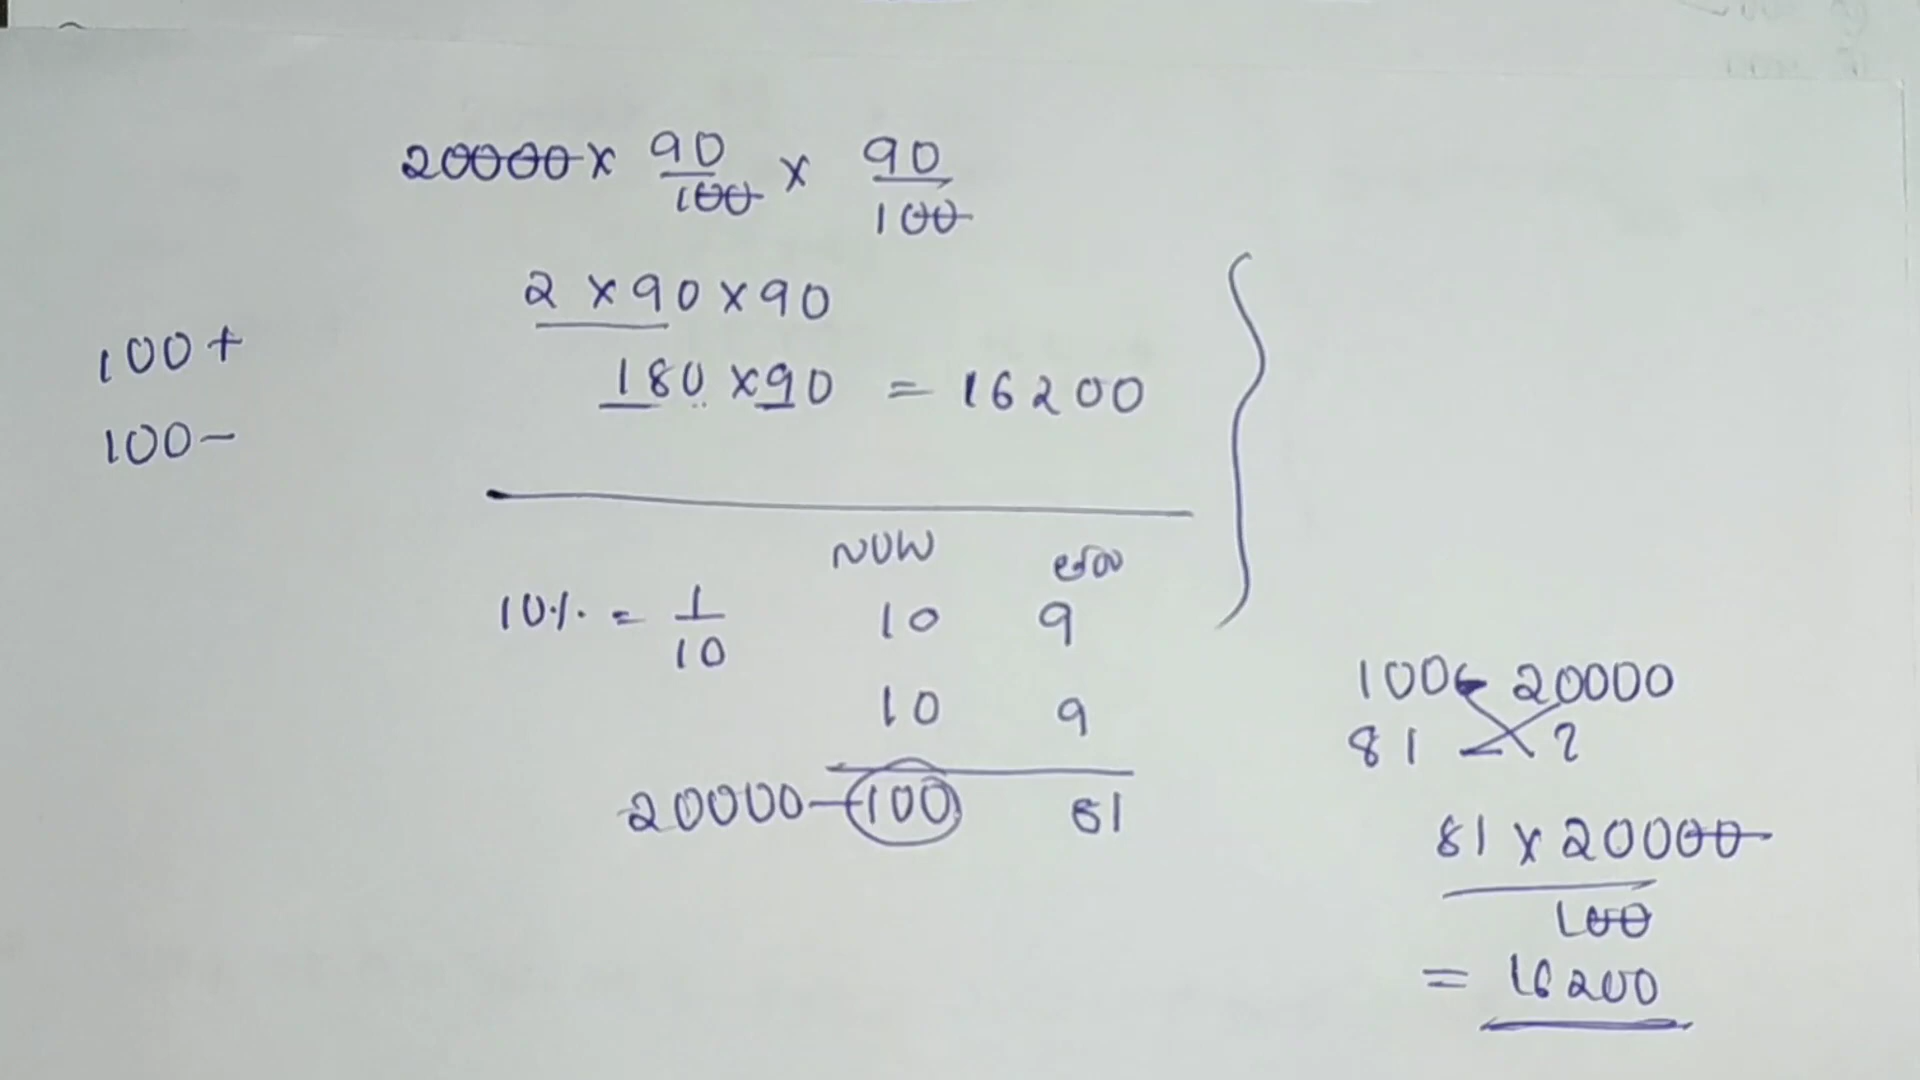 20000 x 90/100 x 90/100
2 x 90 x 90
100+
180 x 90 = 16200
100-
NOW
10% = 1/10 10 9
10 9
20000-100 81
100 20000
81 ?
81 x 20000
100
= 16200